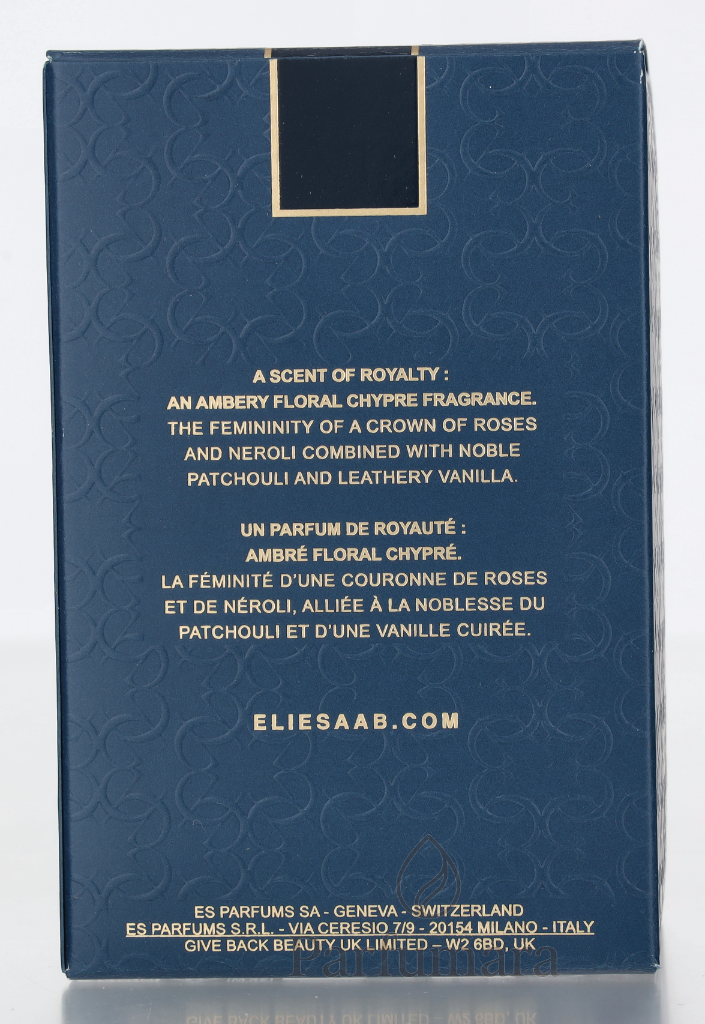 A SCENT OF ROYALTY :
AN AMBERY FLORAL CHYPRE FRAGRANCE.
THE FEMININITY OF A CROWN OF ROSES
AND NEROLI COMBINED WITH NOBLE
PATCHOULI AND LEATHERY VANILLA.
UN PARFUM DE ROYAUTÉ :
AMBRÉ FLORAL CHYPRÉ.
LA FÉMINITÉ D'UNE COURONNE DE ROSES
ET DE NÉROLI, ALLIÉE À LA NOBLESSE DU
PATCHOULI ET D'UNE VANILLE CUIRÉE.
ELIESAAB.COM
ES PARFUMS SA - GENEVA - SWITZERLAND
ES PARFUMS S.R.L. - VIA CERESIO 7/9 - 20154 MILANO - ITALY
GIVE BACK BEAUTY UK LIMITED – W2 6BD, UK
Parfumara